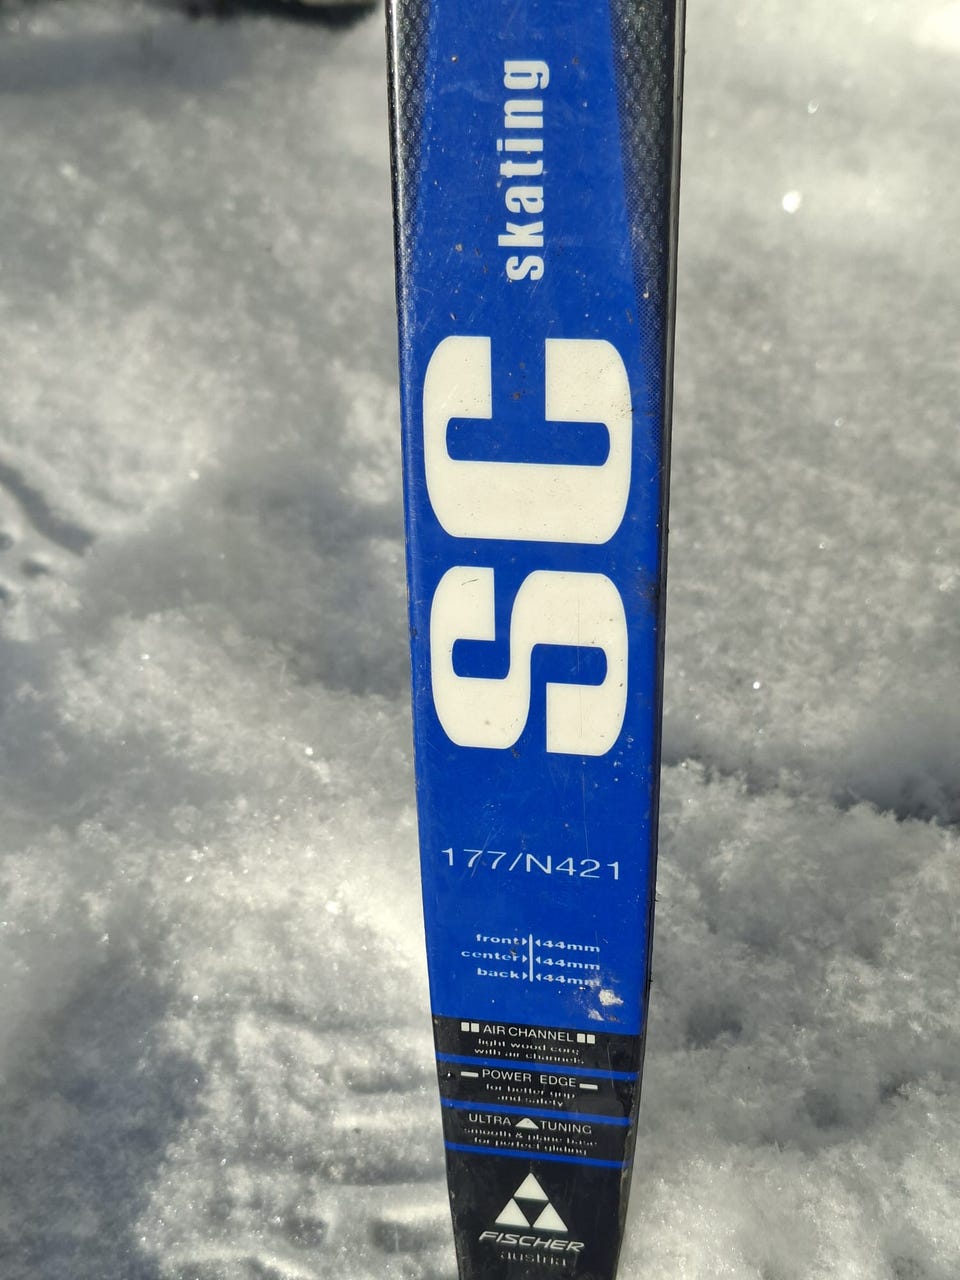 skating
SC
177/N421
front 44mm
center 44mm
back 44mm
AIR CHANNEL
light wood core
with air channels
POWER EDGE
for better grip
and safety
ULTRA TUNING
smooth & plane base
for perfect gliding
FISCHER
austria